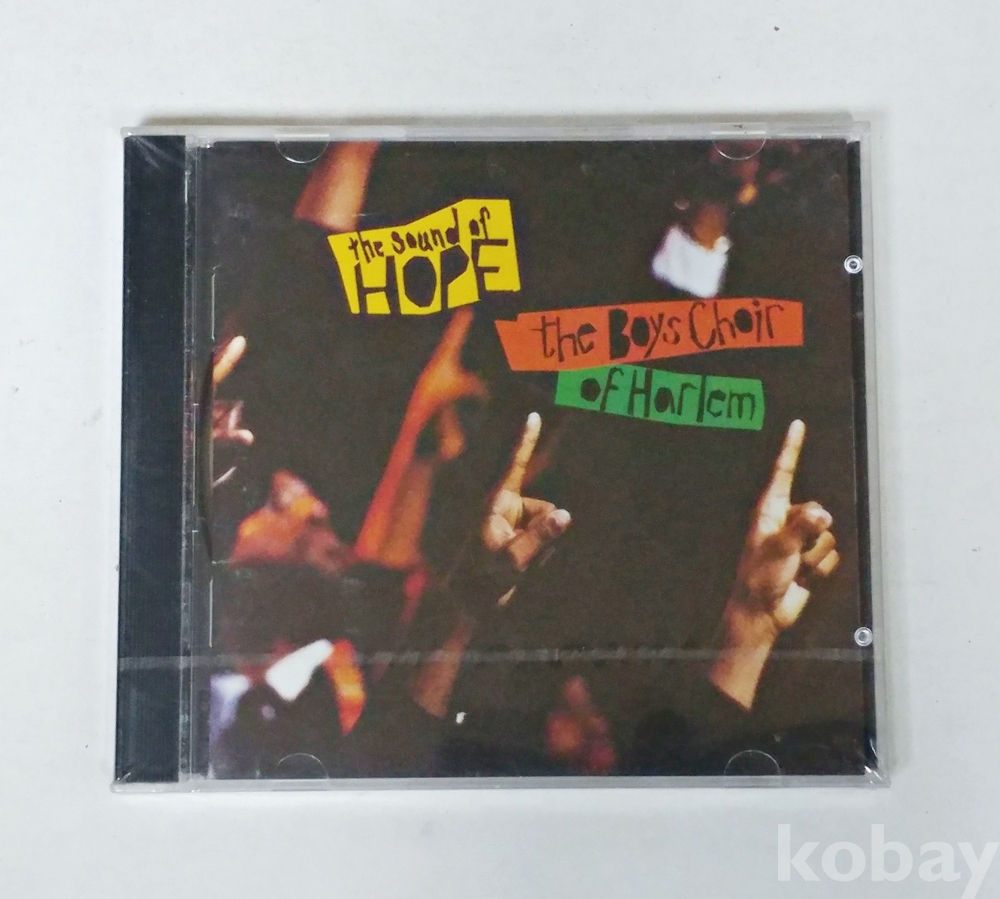 the sound of
HOPE
the Boys Choir
of Harlem
kobay